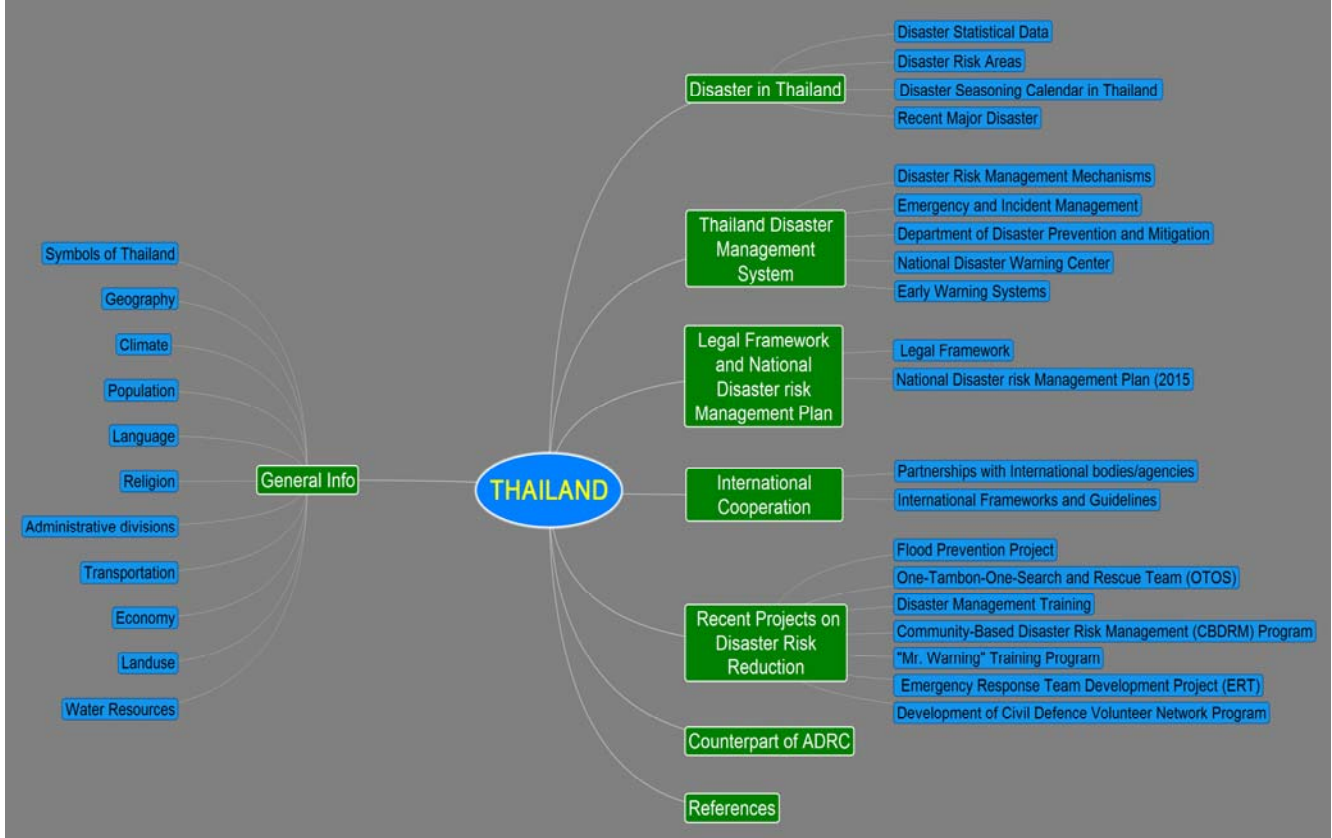 THAILAND
General Info
Symbols of Thailand
Geography
Climate
Population
Language
Religion
Administrative divisions
Transportation
Economy
Landuse
Water Resources
Disaster in Thailand
Disaster Statistical Data
Disaster Risk Areas
Disaster Seasoning Calendar in Thailand
Recent Major Disaster
Thailand Disaster
Management
System
Disaster Risk Management Mechanisms
Emergency and Incident Management
Department of Disaster Prevention and Mitigation
National Disaster Warning Center
Early Warning Systems
Legal Framework
and National
Disaster risk
Management Plan
Legal Framework
National Disaster risk Management Plan (2015
International
Cooperation
Partnerships with International bodies/agencies
International Frameworks and Guidelines
Recent Projects on
Disaster Risk
Reduction
Flood Prevention Project
One-Tambon-One-Search and Rescue Team (OTOS)
Disaster Management Training
Community-Based Disaster Risk Management (CBDRM) Program
"Mr. Warning" Training Program
Emergency Response Team Development Project (ERT)
Development of Civil Defence Volunteer Network Program
Counterpart of ADRC
References